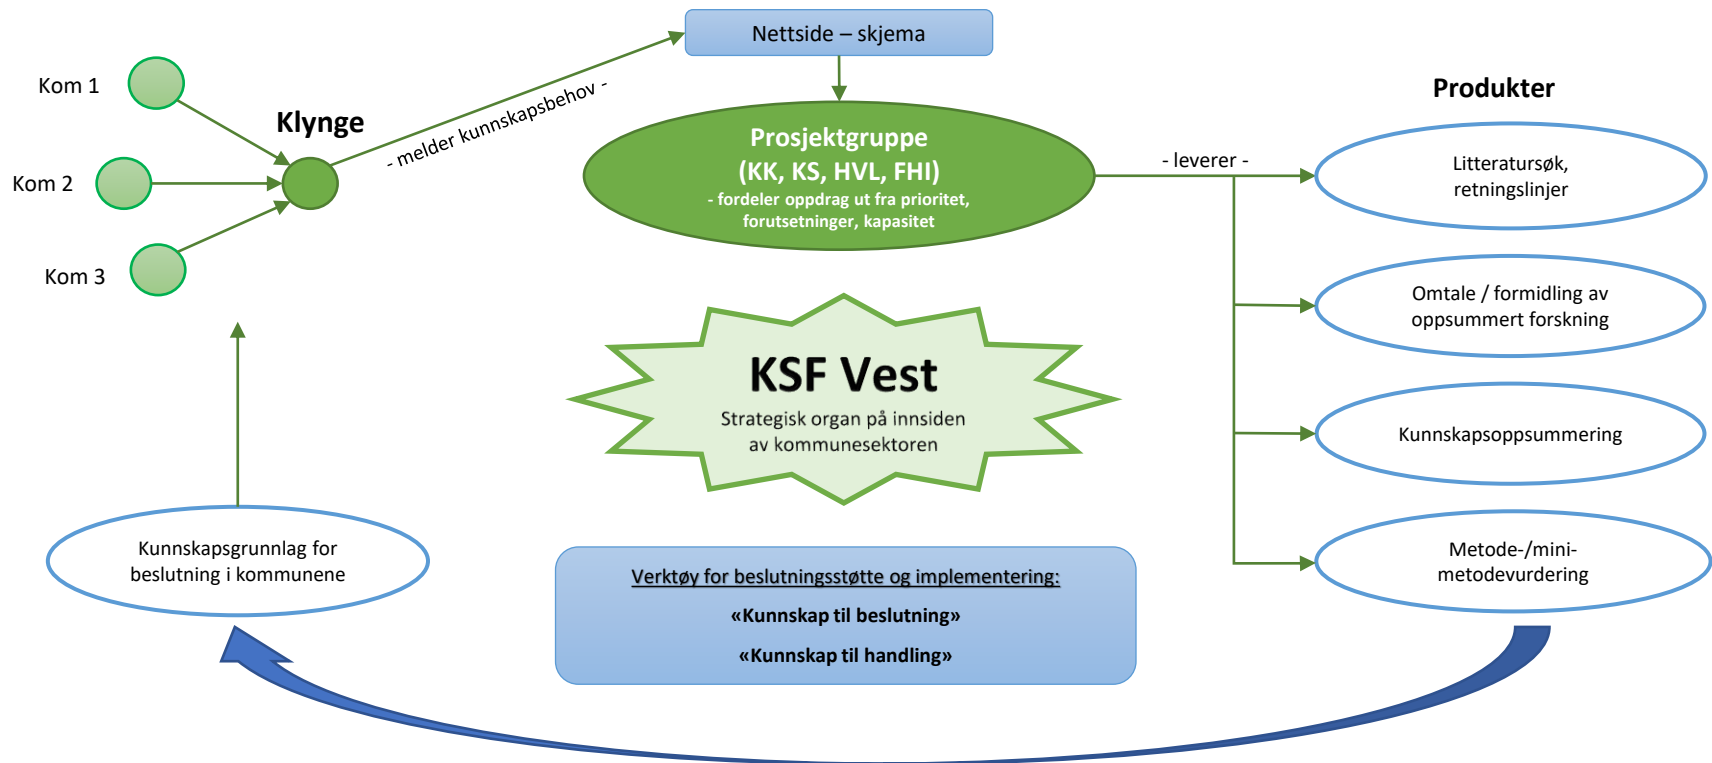 Nettside – skjema
Kom 1
Kom 2
Kom 3
Klynge
- melder kunnskapsbehov -
Prosjektgruppe
(KK, KS, HVL, FHI)
- fordeler oppdrag ut fra prioritet,
forutsetninger, kapasitet
- leverer -
Produkter
Litteratursøk,
retningslinjer
Omtale / formidling av
oppsummert forskning
Kunnskapsoppsummering
Metode-/mini-
metodevurdering
KSF Vest
Strategisk organ på innsiden
av kommunesektoren
Kunnskapsgrunnlag for
beslutning i kommunene
Verktøy for beslutningsstøtte og implementering:
«Kunnskap til beslutning»
«Kunnskap til handling»